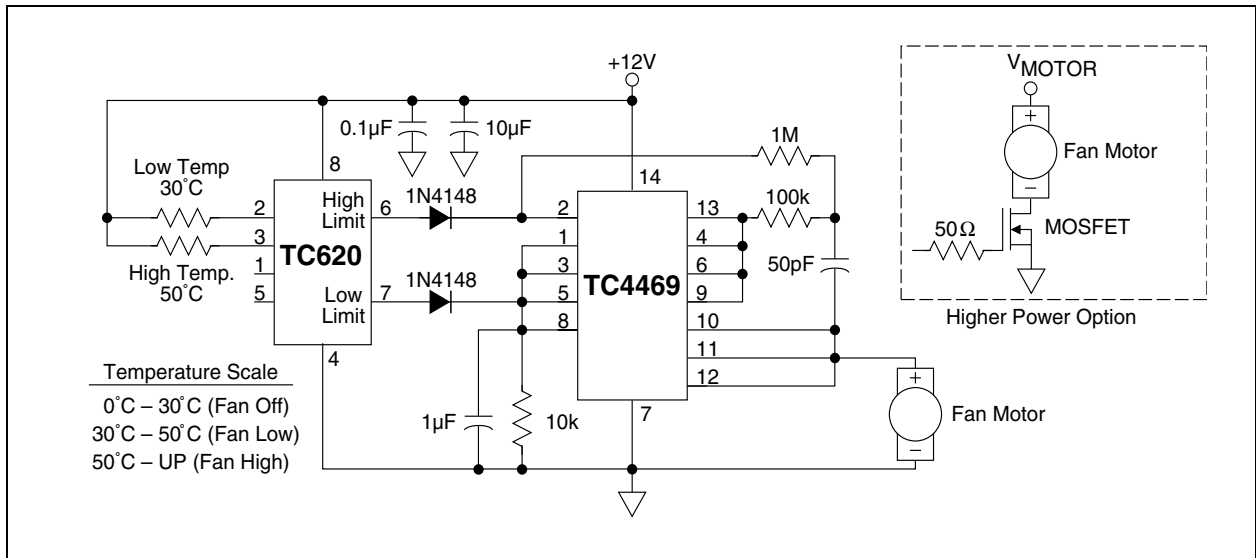 +12V
0.1µF
10µF
1M
Low Temp
30°C
8
14
1N4148
100k
2
High
Limit
6
2
13
3
TC620
1
4
High Temp.
50°C
1
1N4148
3
TC4469
6
50pF
5
Low
Limit
7
5
9
8
10
4
11
12
7
1µF
10k
+
–
Fan Motor
Temperature Scale
0°C – 30°C (Fan Off)
30°C – 50°C (Fan Low)
50°C – UP (Fan High)
VMOTOR
+
–
Fan Motor
50Ω
MOSFET
Higher Power Option